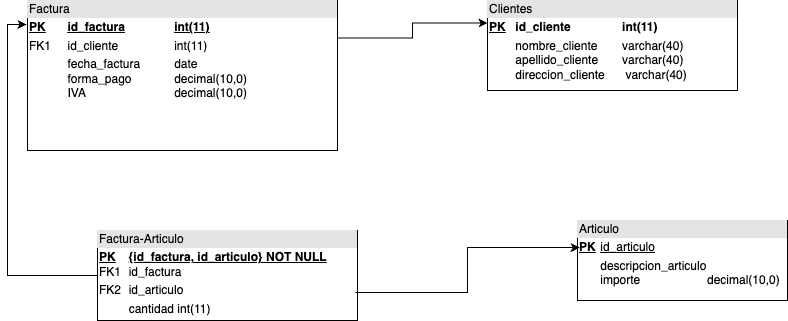 Factura
PK id_factura int(11)
FK1 id_cliente int(11)
fecha_factura date
forma_pago decimal(10,0)
IVA decimal(10,0)
Clientes
PK id_cliente int(11)
nombre_cliente varchar(40)
apellido_cliente varchar(40)
direccion_cliente varchar(40)
Factura-Articulo
PK {id_factura, id_articulo} NOT NULL
FK1 id_factura
FK2 id_articulo
cantidad int(11)
Articulo
PK id_articulo
descripcion_articulo
importe decimal(10,0)